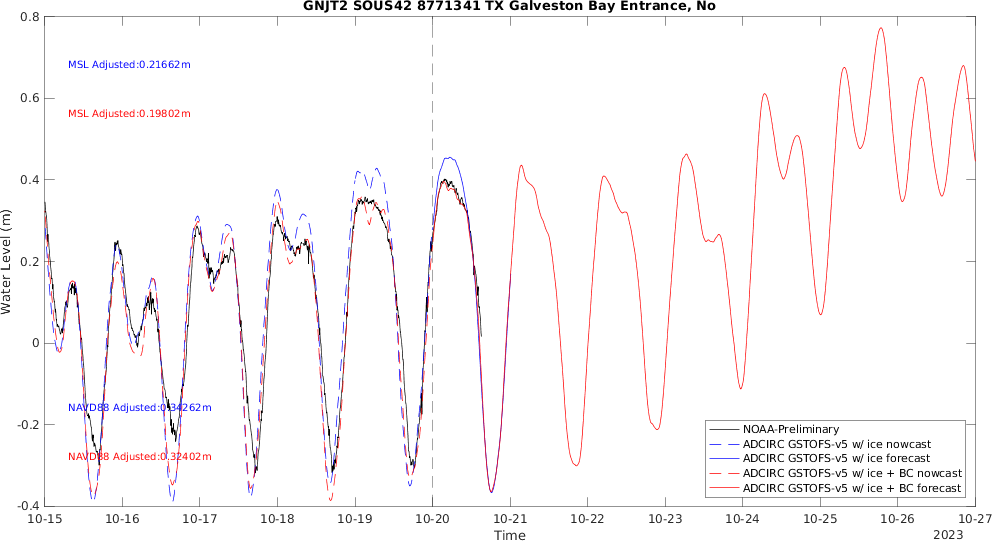 GNJT2 SOUS42 8771341 TX Galveston Bay Entrance, No
0.8
0.6
0.4
0.2
0
-0.2
-0.4
Water Level (m)
MSL Adjusted:0.21662m
MSL Adjusted:0.19802m
NAVD88 Adjusted:0.34262m
NAVD88 Adjusted:0.32402m
NOAA-Preliminary
ADCIRC GSTOFS-v5 w/ ice nowcast
ADCIRC GSTOFS-v5 w/ ice forecast
ADCIRC GSTOFS-v5 w/ ice + BC nowcast
ADCIRC GSTOFS-v5 w/ ice + BC forecast
10-15 10-16 10-17 10-18 10-19 10-20 10-21 10-22 10-23 10-24 10-25 10-26 10-27
Time
2023